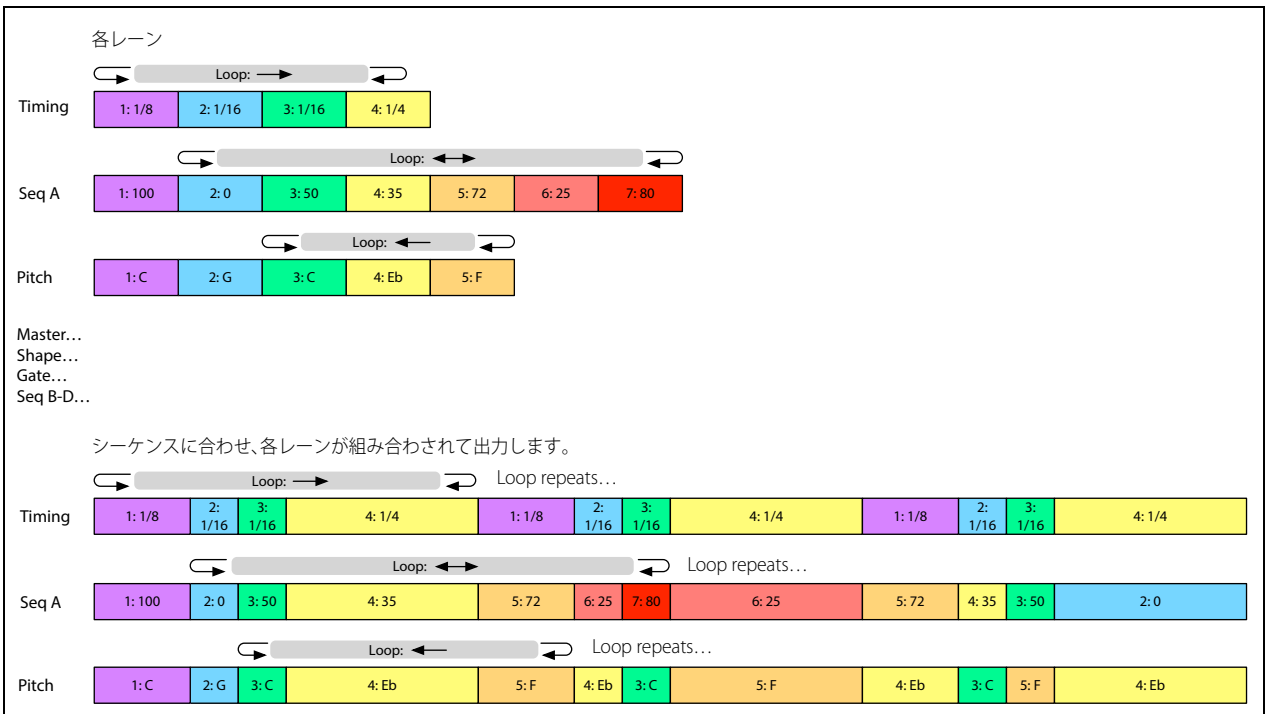 各レーン
Loop:
Timing 1: 1/8 2: 1/16 3: 1/16 4: 1/4
Loop:
Seq A 1: 100 2: 0 3: 50 4: 35 5: 72 6: 25 7: 80
Loop:
Pitch 1: C 2: G 3: C 4: Eb 5: F
Master…
Shape…
Gate…
Seq B-D…
シーケンスに合わせ、各レーンが組み合わされて出力します。
Loop: Loop repeats…
Timing 1: 1/8 2: 1/16 3: 1/16 4: 1/4 1: 1/8 2: 1/16 3: 1/16 4: 1/4 1: 1/8 2: 1/16 3: 1/16 4: 1/4
Loop: Loop repeats…
Seq A 1: 100 2: 0 3: 50 4: 35 5: 72 6: 25 7: 80 6: 25 5: 72 4: 35 3: 50 2: 0
Loop: Loop repeats…
Pitch 1: C 2: G 3: C 4: Eb 5: F 4: Eb 3: C 5: F 4: Eb 3: C 5: F 4: Eb